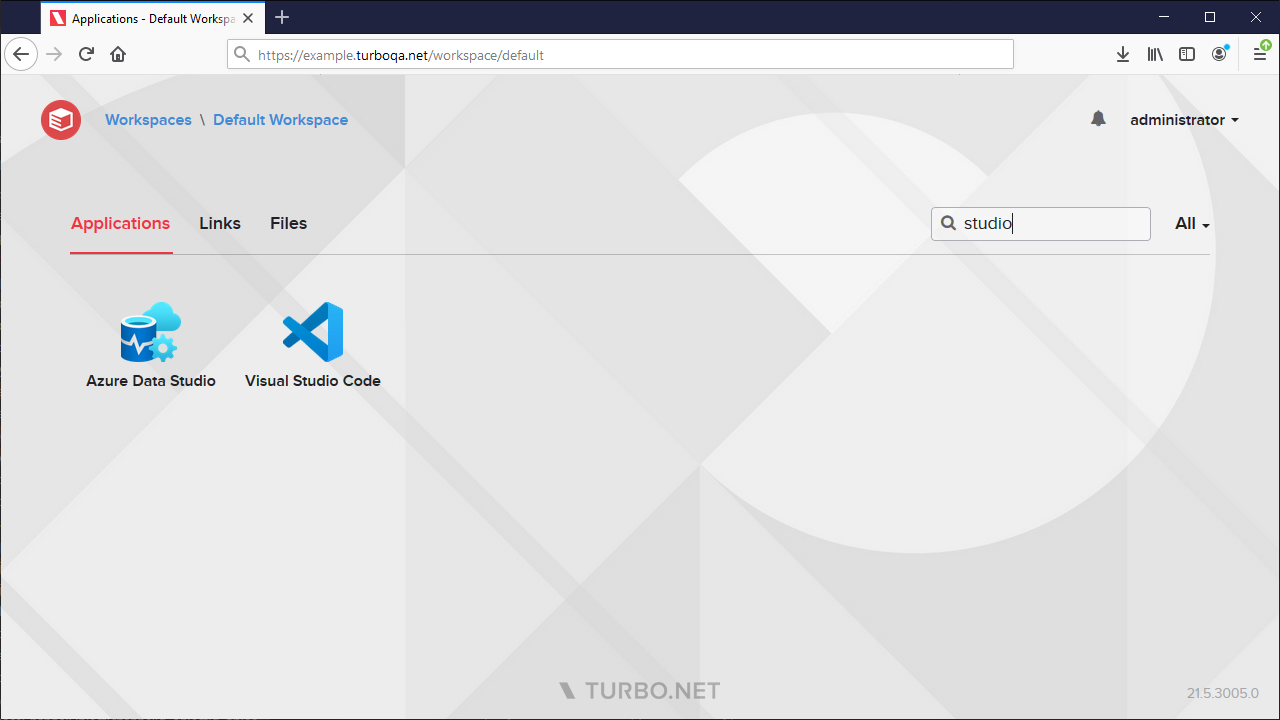 Applications - Default Workspa
https://example.turboqa.net/workspace/default
Workspaces \ Default Workspace
administrator
Applications Links Files
studio
All
Azure Data Studio
Visual Studio Code
TURBO.NET
21.5.3005.0